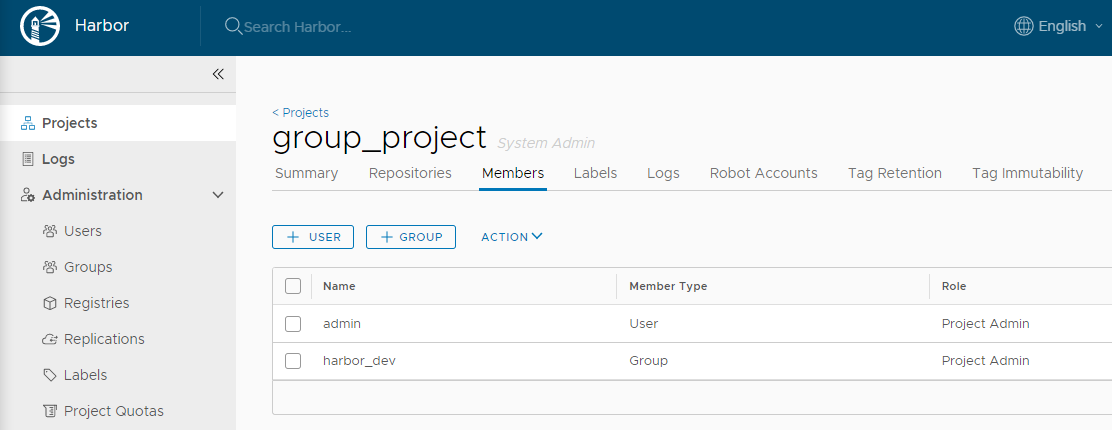 Harbor
Search Harbor...
English
Projects
Logs
Administration
Users
Groups
Registries
Replications
Labels
Project Quotas
< Projects
group_project System Admin
Summary Repositories Members Labels Logs Robot Accounts Tag Retention Tag Immutability
+ USER + GROUP ACTION
Name Member Type Role
admin User Project Admin
harbor_dev Group Project Admin